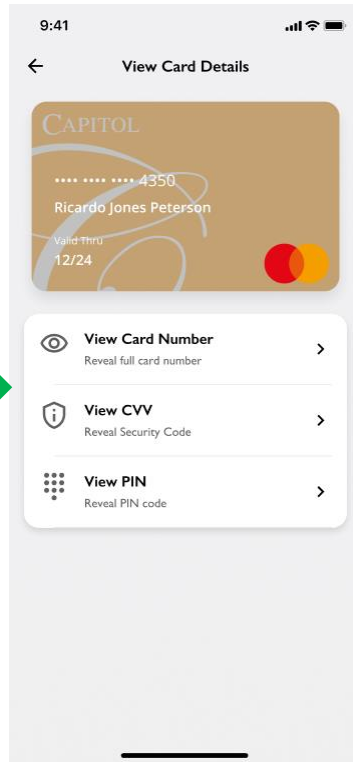 9:41
View Card Details
CAPITOL
•••• •••• •••• 4350
Ricardo Jones Peterson
Valid Thru
12/24
View Card Number
Reveal full card number
View CVV
Reveal Security Code
View PIN
Reveal PIN code